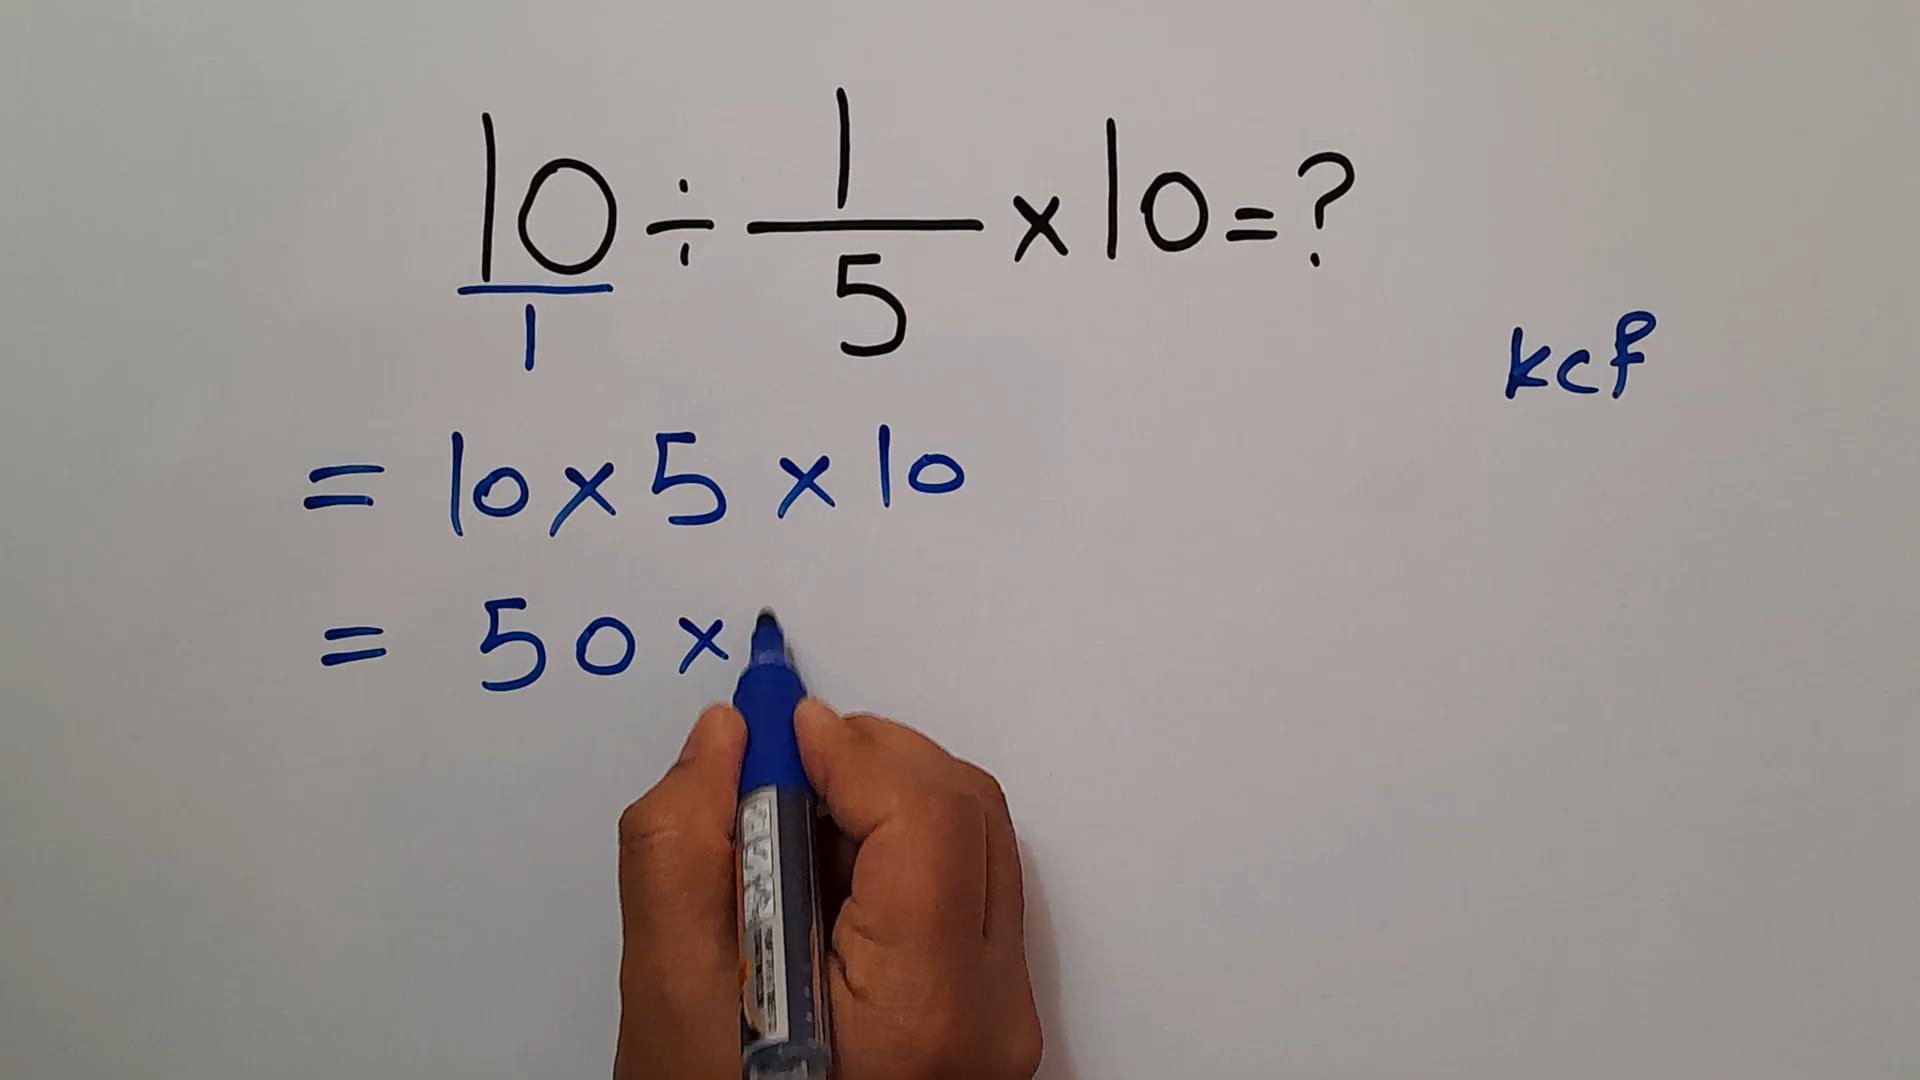 10/1 ÷ 1/5 × 10 = ?
kcf
= 10 × 5 × 10
= 50 ×